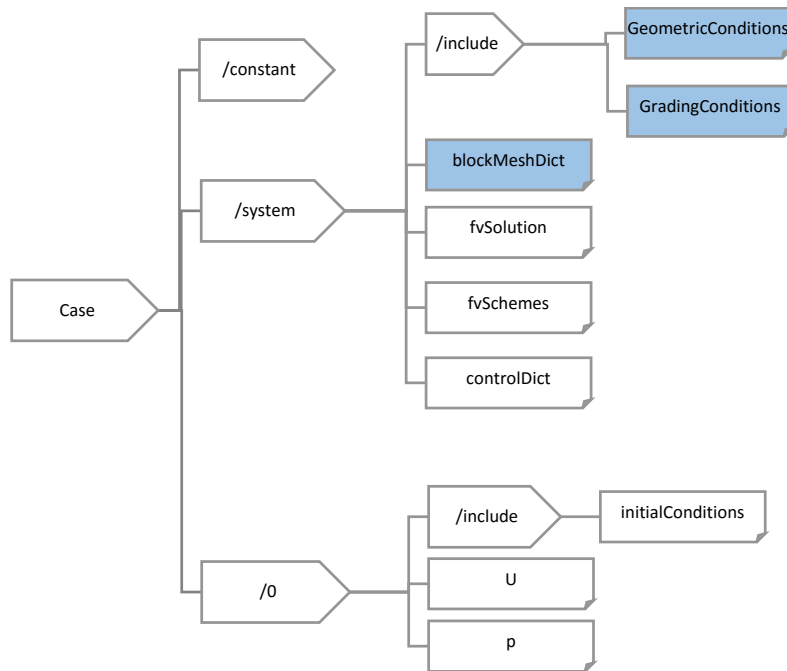 GeometricConditions
/include
/constant
GradingConditions
blockMeshDict
/system
fvSolution
Case
fvSchemes
controlDict
/include
initialConditions
/0
U
p